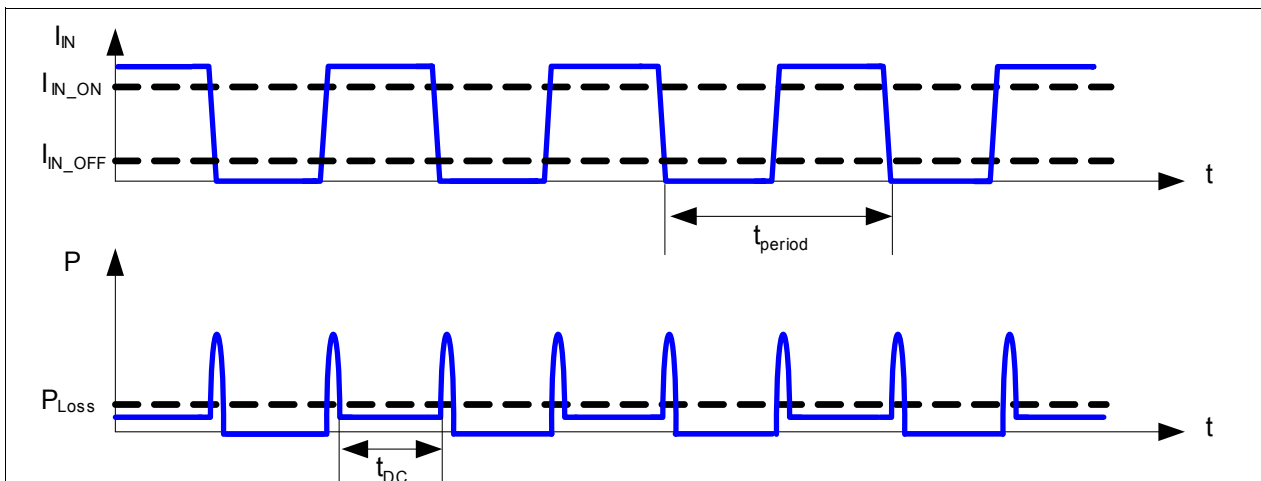 I_IN
I_IN_ON
I_IN_OFF
t
t_period
P
P_Loss
t
t_DC